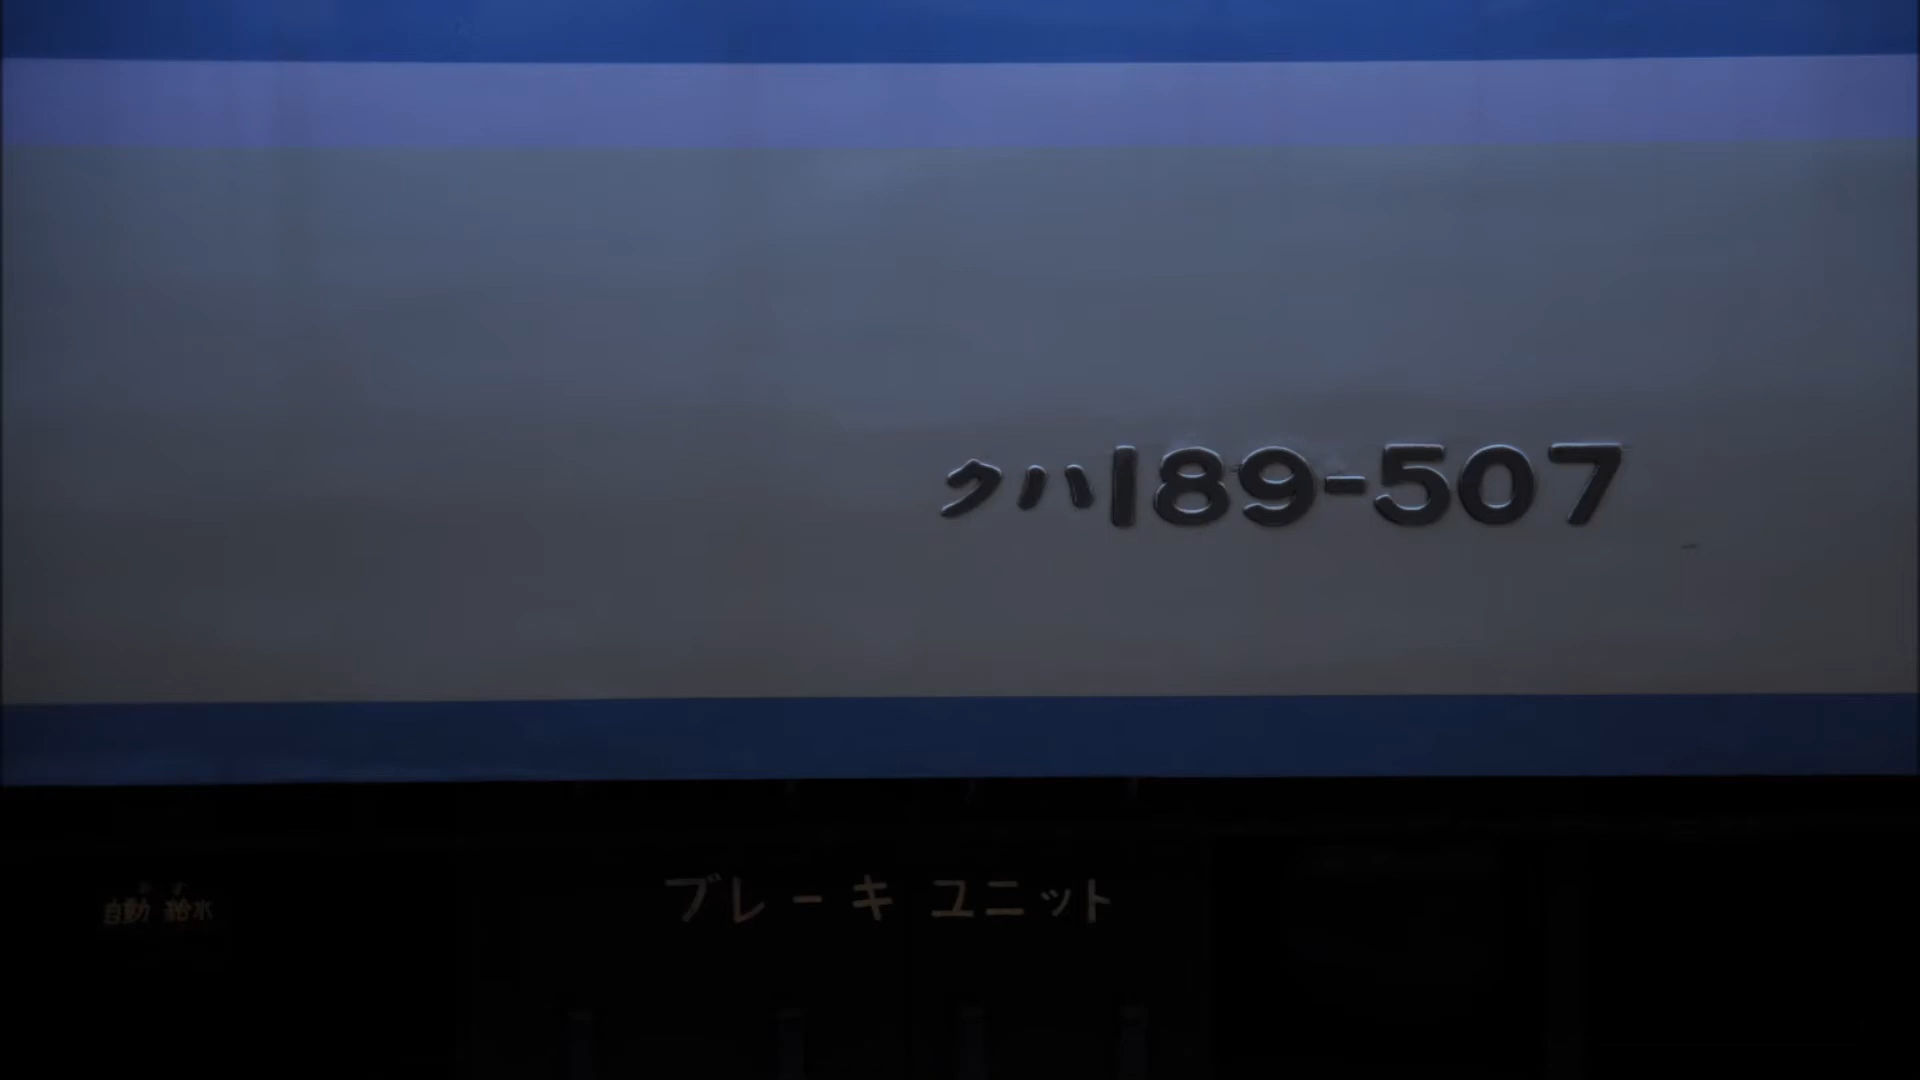 クハ189-507
ブレーキ ユニット
自動 給水